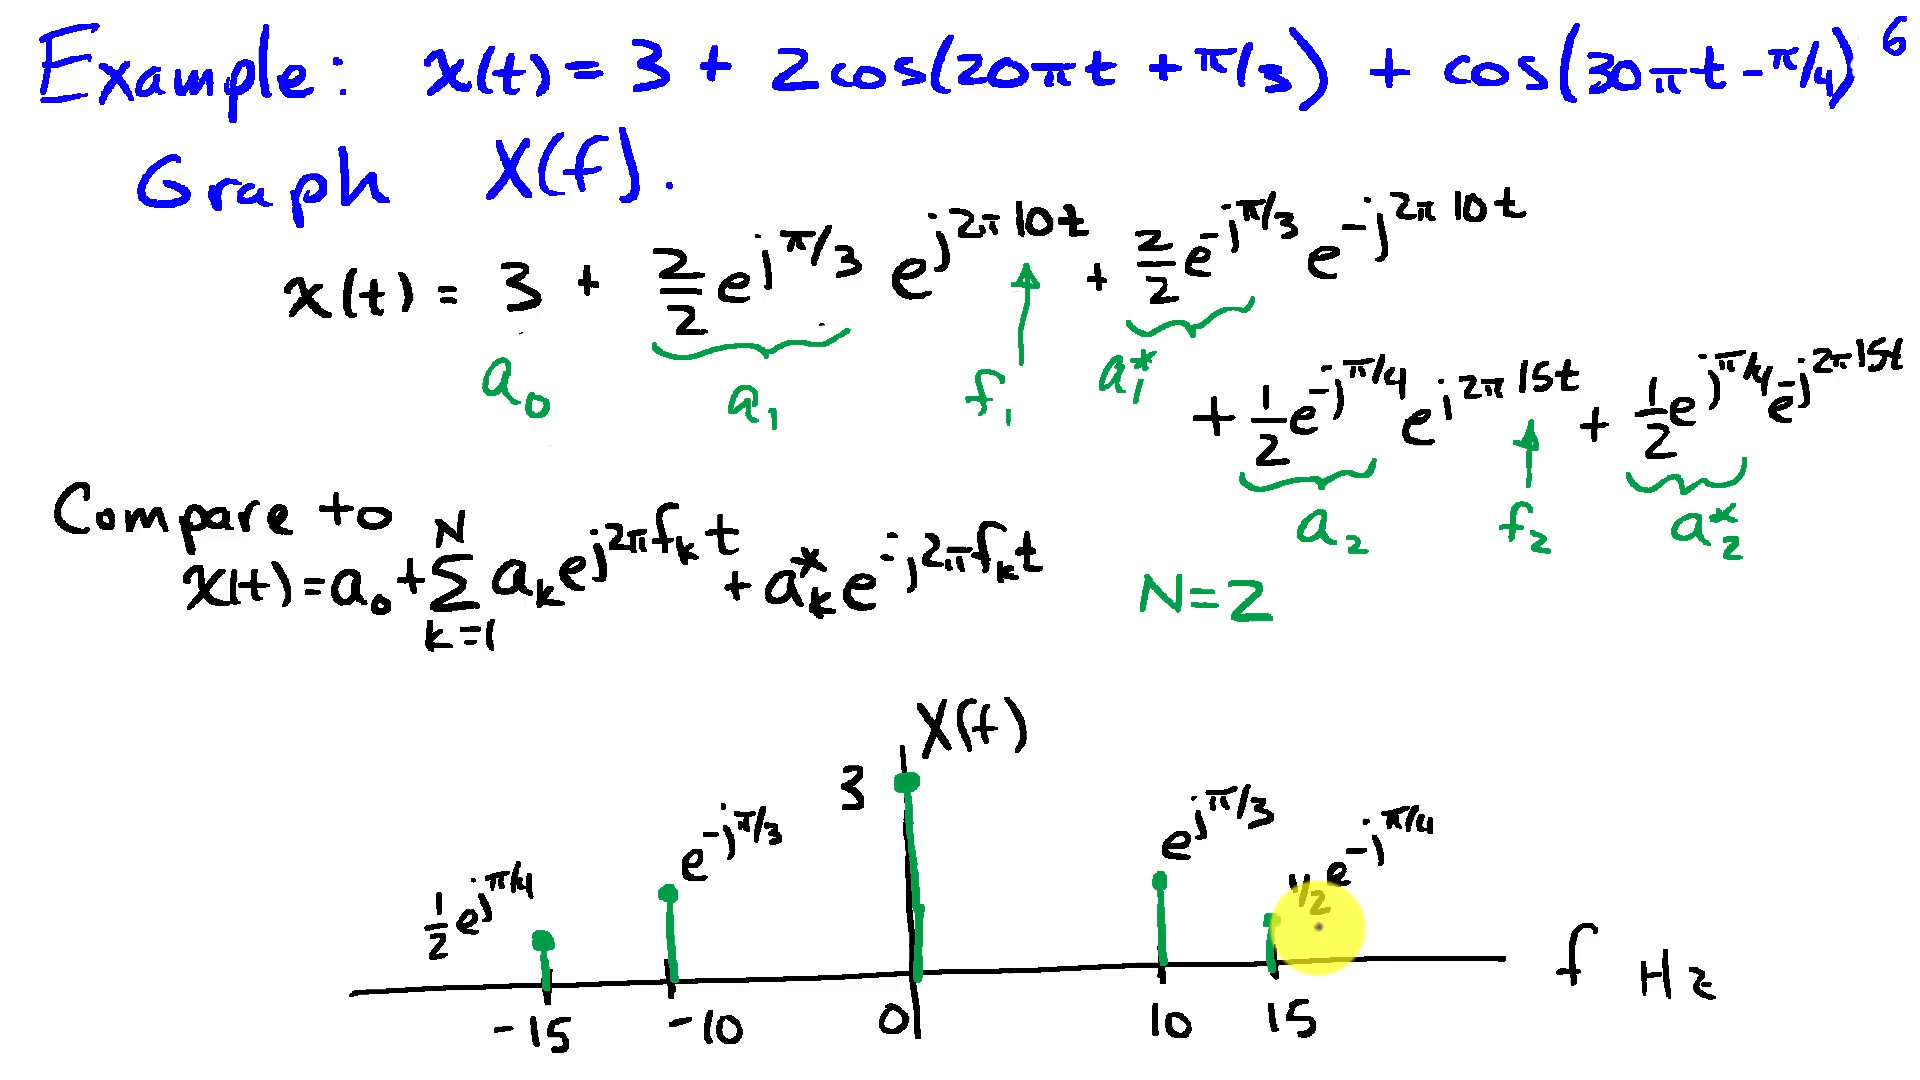 6
Example: x(t) = 3 + 2cos(20πt + π/3) + cos(30πt - π/4)
Graph X(f).
x(t) = 3 + 2/2 e^{jπ/3} e^{j2π10t} + 2/2 e^{-jπ/3} e^{-j2π10t}
a₀ a₁ f₁ a₁*
+ 1/2 e^{-jπ/4} e^{j2π15t} + 1/2 e^{jπ/4} e^{-j2π15t}
a₂ f₂ a₂*
Compare to
x(t) = a₀ + Σ_{k=1}^{N} a_k e^{j2πf_k t} + a_k* e^{-j2πf_k t}
N=2
X(f)
3
1/2 e^{jπ/4} e^{-jπ/3} e^{jπ/3} 1/2 e^{-jπ/4}
-15 -10 0 10 15 f Hz